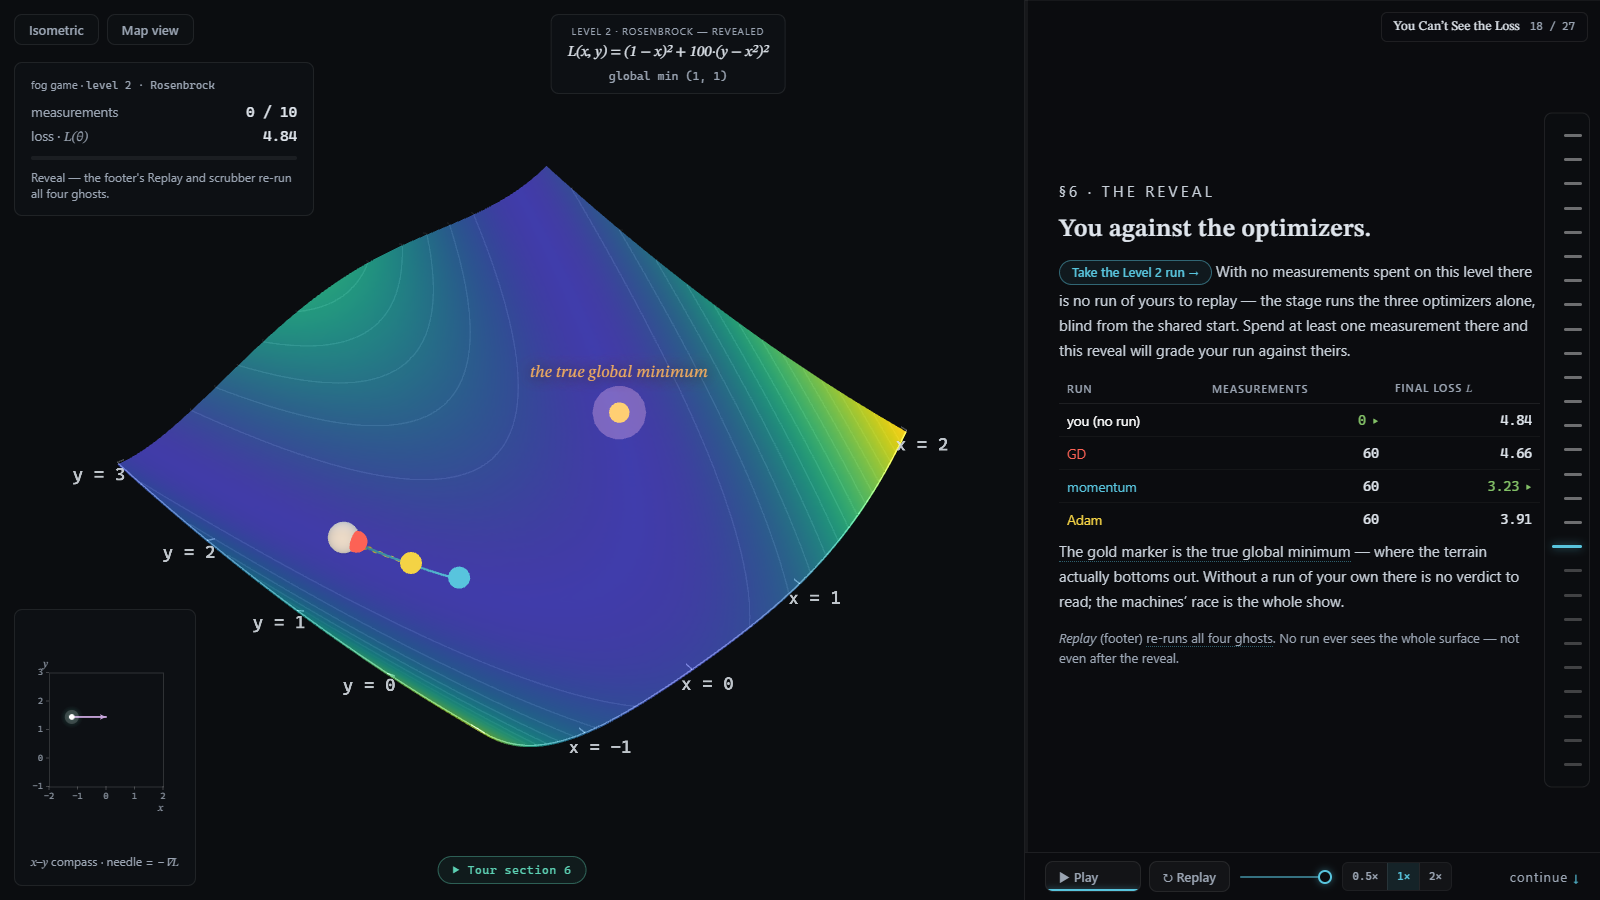 Isometric
Map view
fog game · level 2 · Rosenbrock
measurements 0 / 10
loss · L(θ) 4.84
Reveal — the footer's Replay and scrubber re-run
all four ghosts.
LEVEL 2 · ROSENBROCK — REVEALED
L(x, y) = (1 − x)² + 100·(y − x²)²
global min (1, 1)
the true global minimum
x = 2
y = 3
y = 2
x = 1
y = 1
y = 0
x = 0
x = −1
y
3
2
1
0
−1
−2 −1 0 1 2
x
x–y compass · needle = −∇L
▶ Tour section 6
You Can't See the Loss 18 / 27
§6 · THE REVEAL
You against the optimizers.
Take the Level 2 run → With no measurements spent on this level there
is no run of yours to replay — the stage runs the three optimizers alone,
blind from the shared start. Spend at least one measurement there and
this reveal will grade your run against theirs.
RUN MEASUREMENTS FINAL LOSS L
you (no run) 0 ▸ 4.84
GD 60 4.66
momentum 60 3.23 ▸
Adam 60 3.91
The gold marker is the true global minimum — where the terrain
actually bottoms out. Without a run of your own there is no verdict to
read; the machines' race is the whole show.
Replay (footer) re-runs all four ghosts. No run ever sees the whole surface — not
even after the reveal.
▶ Play
↻ Replay
0.5× 1× 2×
continue ↓